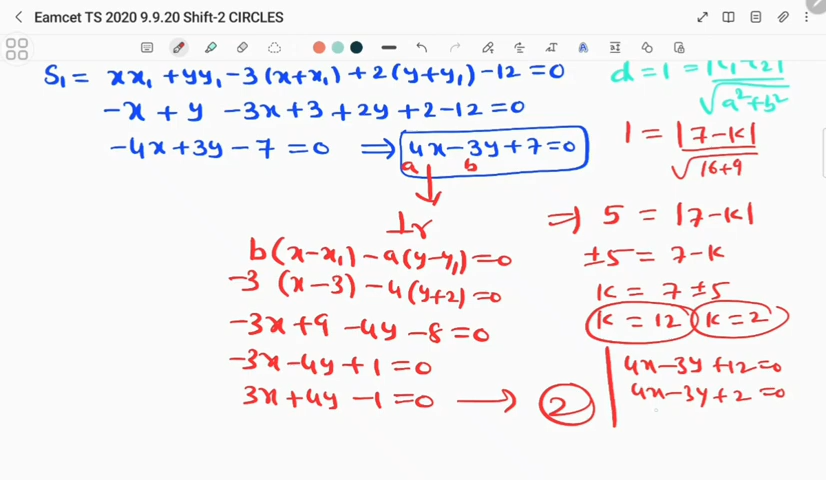 Eamcet TS 2020 9.9.20 Shift-2 CIRCLES
S₁ = xx₁ + yy₁ - 3(x+x₁) + 2(y+y₁) - 12 = 0
-x + y - 3x + 3 + 2y + 2 - 12 = 0
-4x + 3y - 7 = 0 ⟹ 4x - 3y + 7 = 0
a b
⊥r
b(x-x₁) - a(y-y₁) = 0
-3 (x-3) - 4(y+2) = 0
-3x + 9 - 4y - 8 = 0
-3x - 4y + 1 = 0
3x + 4y - 1 = 0 ⟶ 2
√a²+b²
1 = |7-k|
√16+9
⟹ 5 = |7-k|
±5 = 7-k
k = 7 ±5
k = 12 k = 2
4x - 3y + 12 = 0
4x - 3y + 2 = 0